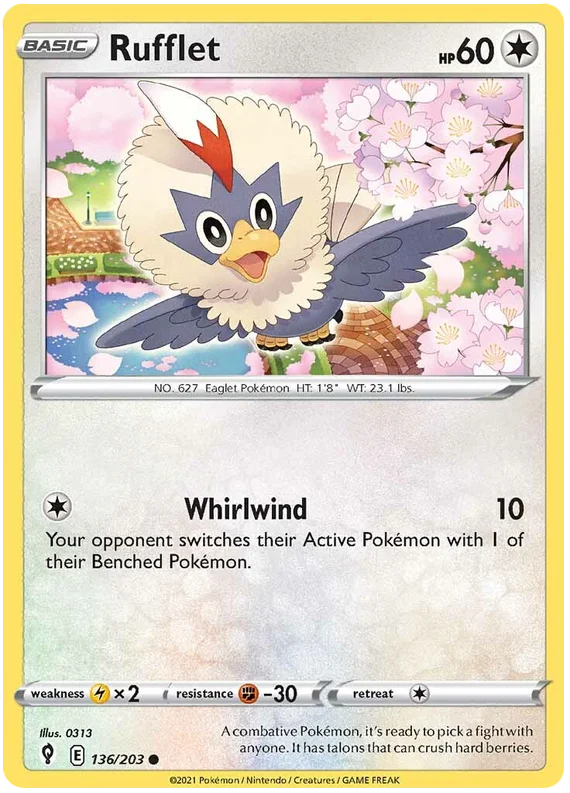 BASIC Rufflet HP60
NO. 627 Eaglet Pokémon HT: 1'8" WT: 23.1 lbs.
Whirlwind 10
Your opponent switches their Active Pokémon with 1 of
their Benched Pokémon.
weakness ×2 resistance -30 retreat
Illus. 0313
E 136/203
A combative Pokémon, it's ready to pick a fight with
anyone. It has talons that can crush hard berries.
©2021 Pokémon / Nintendo / Creatures / GAME FREAK